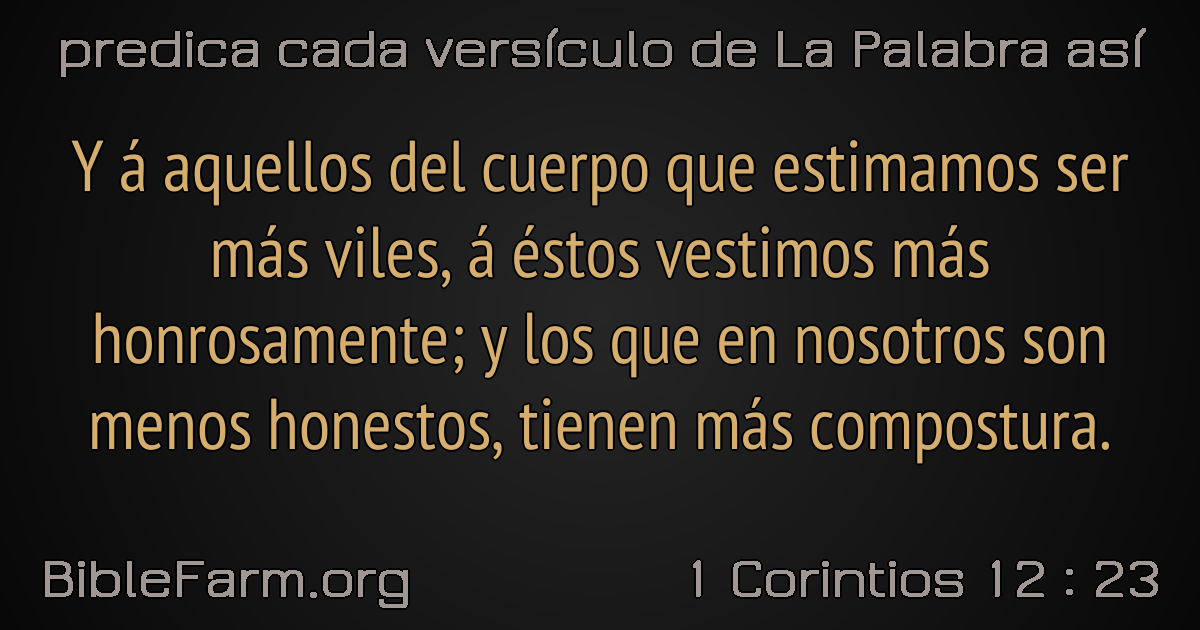 predica cada versículo de La Palabra así
Y á aquellos del cuerpo que estimamos ser
más viles, á éstos vestimos más
honrosamente; y los que en nosotros son
menos honestos, tienen más compostura.
BibleFarm.org
1 Corintios 12 : 23